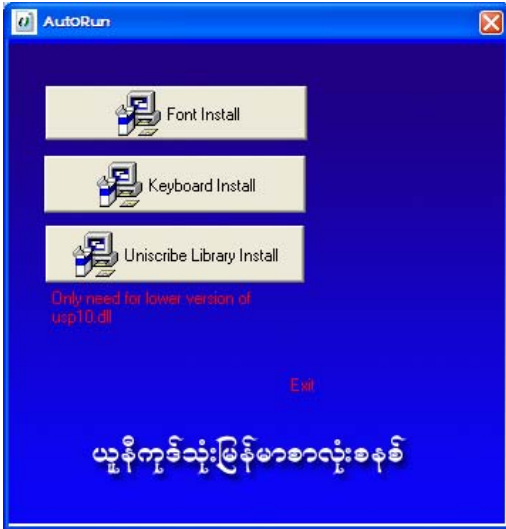 AutoRun
Font Install
Keyboard Install
Uniscribe Library Install
Only need for lower version of
usp10.dll
Exit
ယူနီကုဒ်သုံးမြန်မာစာလုံးစနစ်